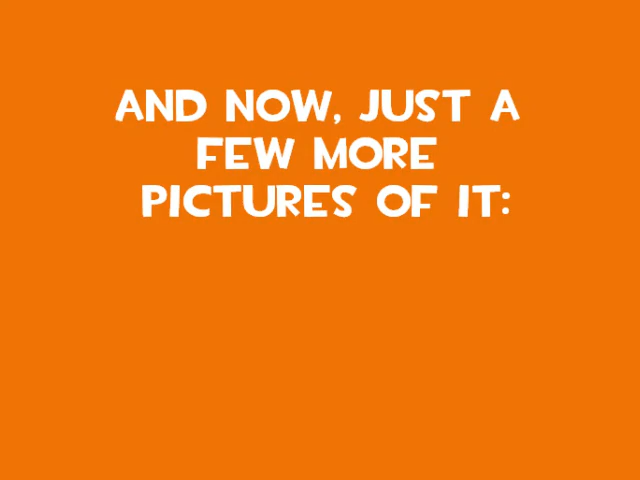 AND NOW, JUST A
FEW MORE
PICTURES OF IT: